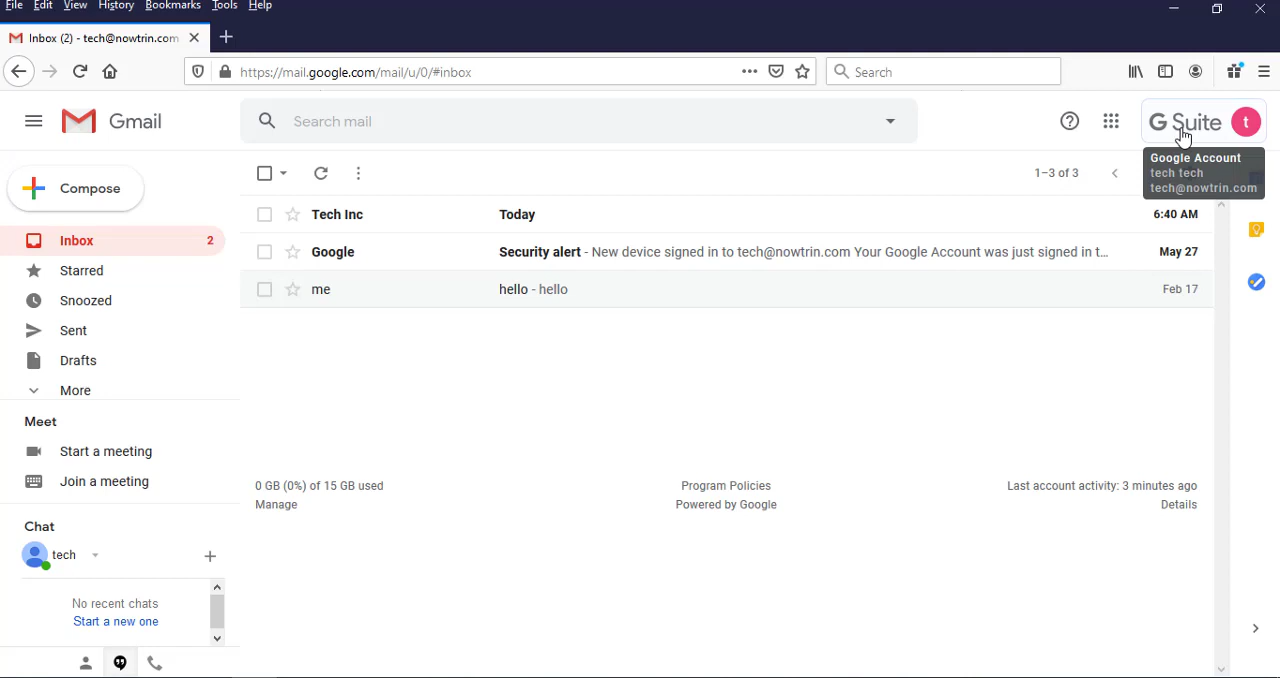 File Edit View History Bookmarks Tools Help
Inbox (2) - tech@nowtrin.com
https://mail.google.com/mail/u/0/#inbox
Search
Gmail
Search mail
G Suite t
Google Account
tech tech
tech@nowtrin.com
1–3 of 3
Compose
Tech Inc Today 6:40 AM
Inbox 2
Google Security alert - New device signed in to tech@nowtrin.com Your Google Account was just signed in t... May 27
Starred
me hello - hello Feb 17
Snoozed
Sent
Drafts
More
Meet
Start a meeting
Join a meeting
0 GB (0%) of 15 GB used
Manage
Program Policies
Powered by Google
Last account activity: 3 minutes ago
Details
Chat
tech
No recent chats
Start a new one